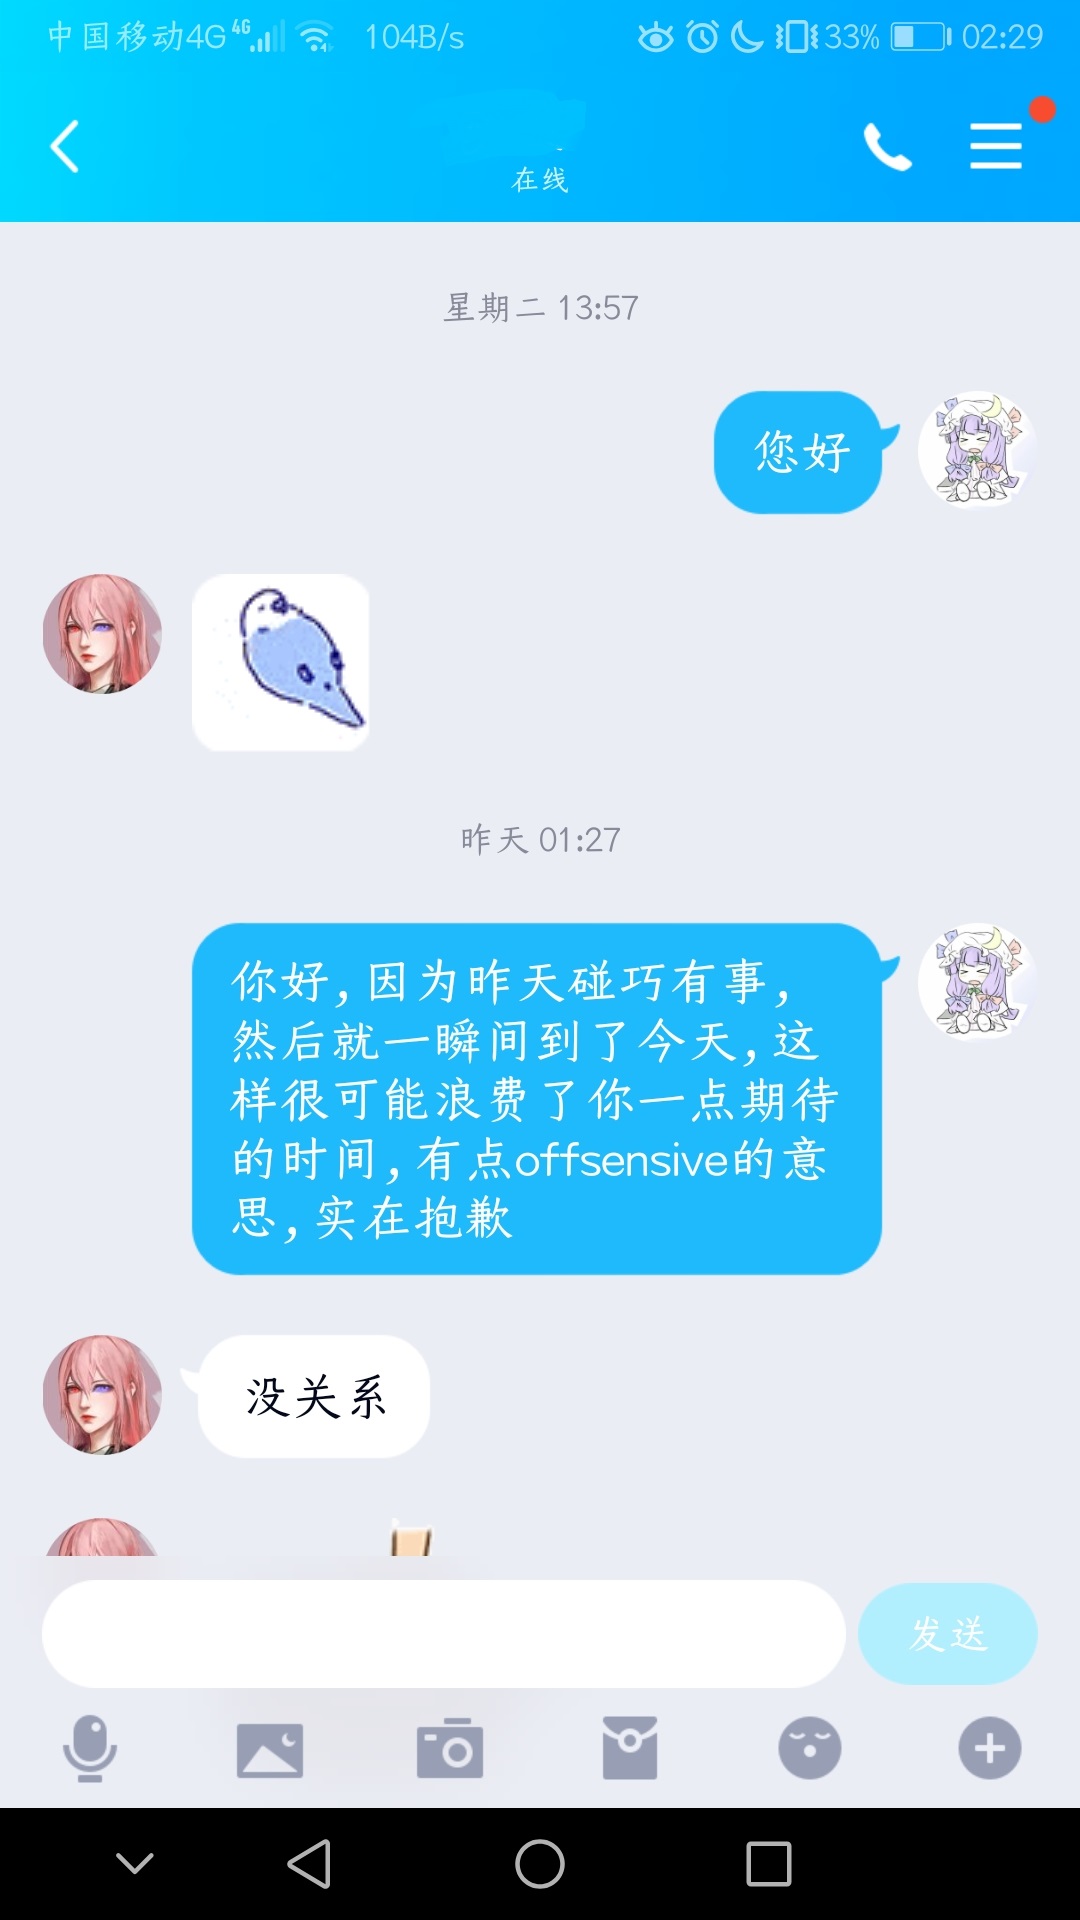 中国移动4G 4G 104B/s 33% 02:29
在线
星期二 13:57
您好
昨天 01:27
你好,因为昨天碰巧有事,
然后就一瞬间到了今天,这
样很可能浪费了你一点期待
的时间,有点offsensive的意
思,实在抱歉
没关系
发送